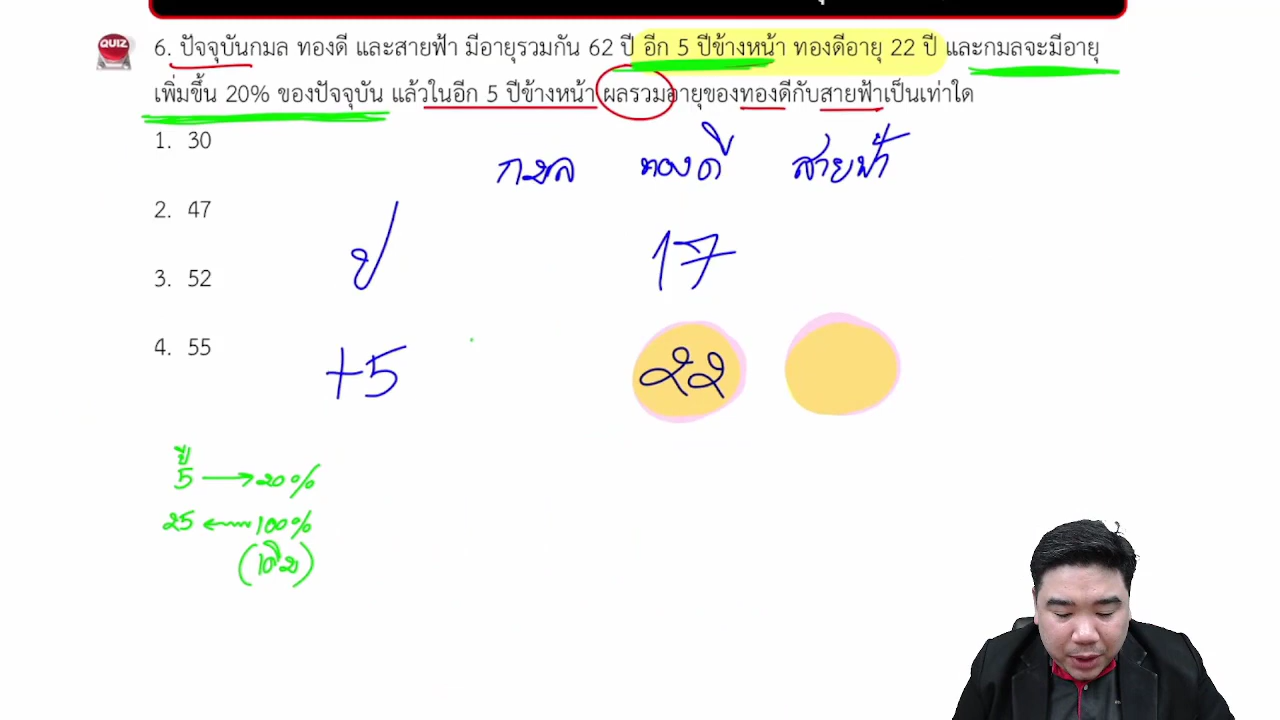 QUIZ
6. ปัจจุบันกมล ทองดี และสายฟ้า มีอายุรวมกัน 62 ปี อีก 5 ปีข้างหน้า ทองดีอายุ 22 ปี และกมลจะมีอายุ
เพิ่มขึ้น 20% ของปัจจุบัน แล้วในอีก 5 ปีข้างหน้า ผลรวมอายุของทองดีกับสายฟ้าเป็นเท่าใด
1. 30
กมล ทองดี สายฟ้า
2. 47
ป 17
3. 52
4. 55
+5 22
ปี
5 → 20%
25 ← 100%
(เดิม)